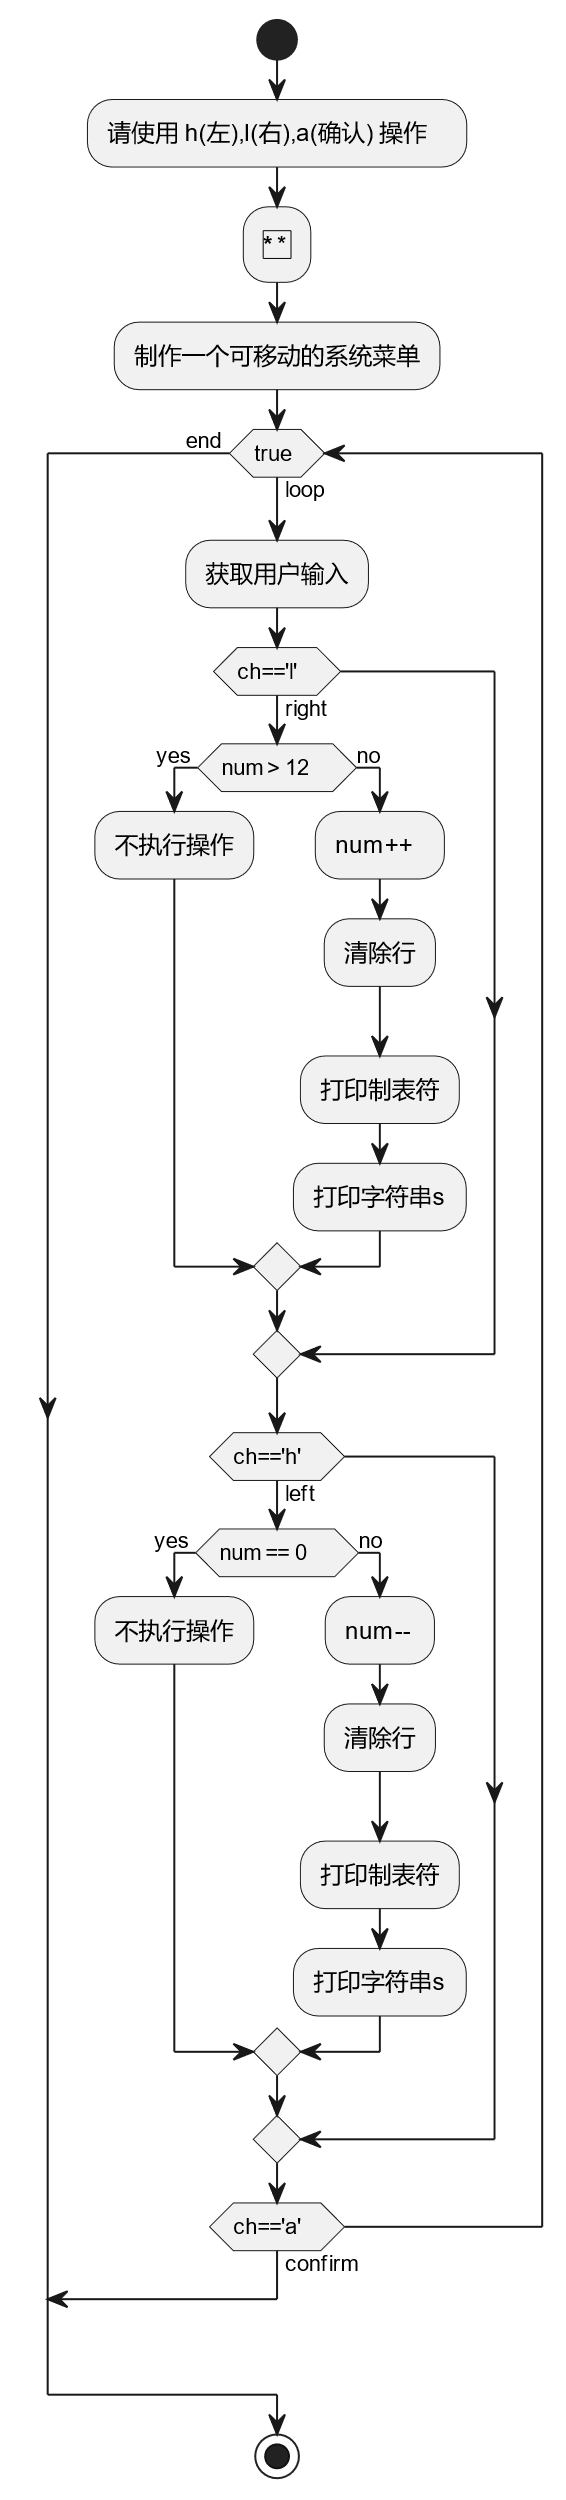 请使用 h(左),l(右),a(确认) 操作
* *
制作一个可移动的系统菜单
end
true
loop
获取用户输入
ch=='l'
right
yes
num > 12
no
不执行操作
num++
清除行
打印制表符
打印字符串s
ch=='h'
left
yes
num == 0
no
不执行操作
num--
清除行
打印制表符
打印字符串s
ch=='a'
confirm